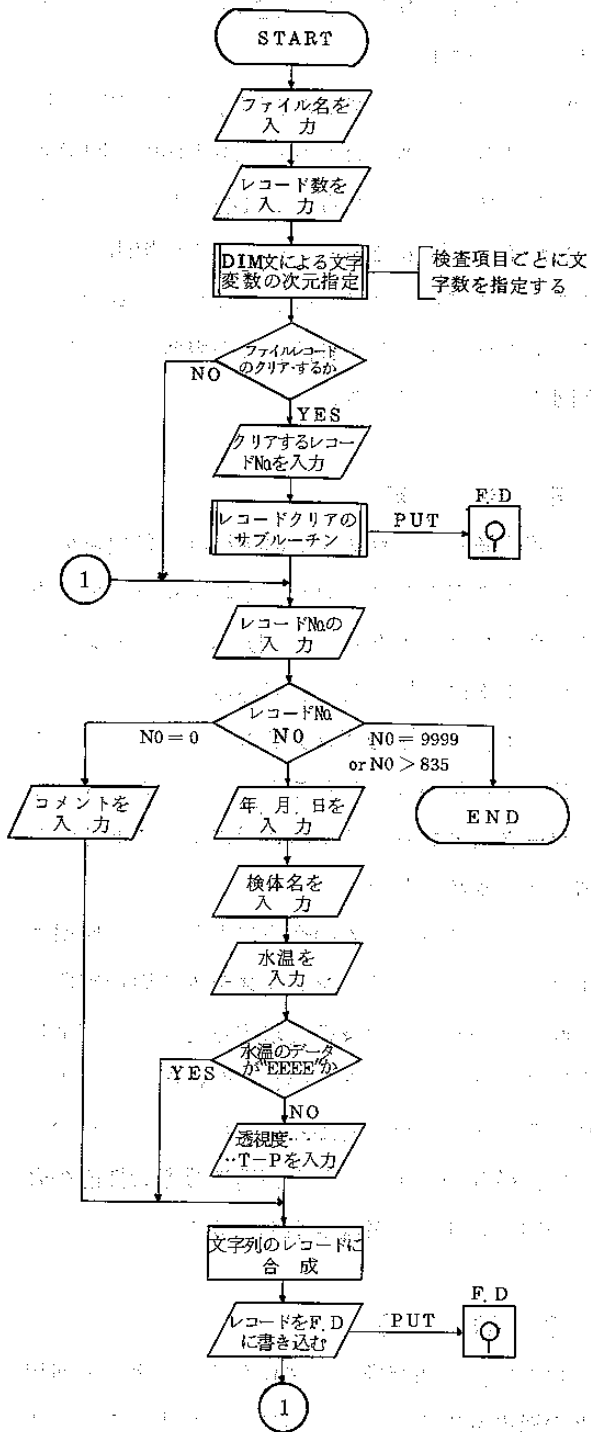 START
ファイル名を
入 力
レコード数を
入 力
DIM文による文字
変数の次元指定
検査項目ごとに文
字数を指定する
ファイルレコード
のクリア・するか
NO
YES
クリアするレコー
ドNo.を入力
レコードクリアの
サブルーチン
PUT
F.D
1
レコードNo.の
入 力
レコードNo.
N0
N0=0
N0=9999
or N0>835
コメントを
入 力
年.月.日を
入 力
END
検体名を
入 力
水温を
入力
水温のデータ
が"EEEE"か
YES
NO
透視度…
‥T-Pを入力
文字列のレコードに
合 成
レコードをF.D
に書き込む
PUT
F.D
1